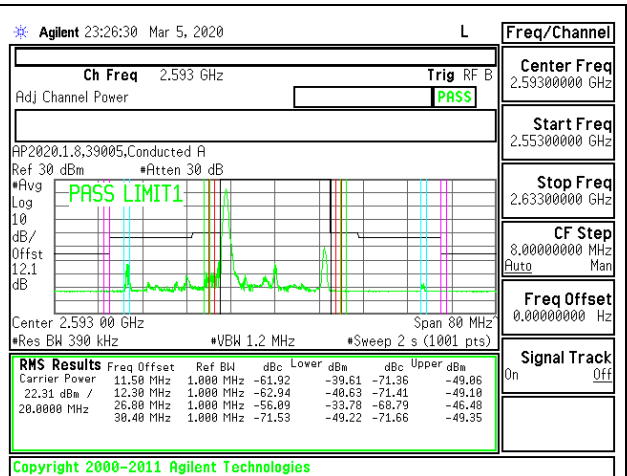 Agilent 23:26:30 Mar 5, 2020 L
Freq/Channel
Ch Freq 2.593 GHz Trig RF B
Adj Channel Power PASS
Center Freq
2.59300000 GHz
Start Freq
2.55300000 GHz
AP2020.1.8,39005,Conducted A
Ref 30 dBm #Atten 30 dB
#Avg
Log
10
dB/
Offst
12.1
dB
PASS LIMIT1
Stop Freq
2.63300000 GHz
CF Step
8.00000000 MHz
Auto Man
Freq Offset
0.00000000 Hz
Center 2.593 00 GHz Span 80 MHz^
#Res BW 390 kHz #VBW 1.2 MHz #Sweep 2 s (1001 pts)
Signal Track
On Off
RMS Results Freq Offset Ref BW dBc Lower dBm dBc Upper dBm
Carrier Power 11.50 MHz 1.000 MHz -61.92 -39.61 -71.36 -49.06
22.31 dBm / 12.30 MHz 1.000 MHz -62.94 -40.63 -71.41 -49.10
20.0000 MHz 26.80 MHz 1.000 MHz -56.09 -33.78 -68.79 -46.48
30.40 MHz 1.000 MHz -71.53 -49.22 -71.66 -49.35
Copyright 2000-2011 Agilent Technologies